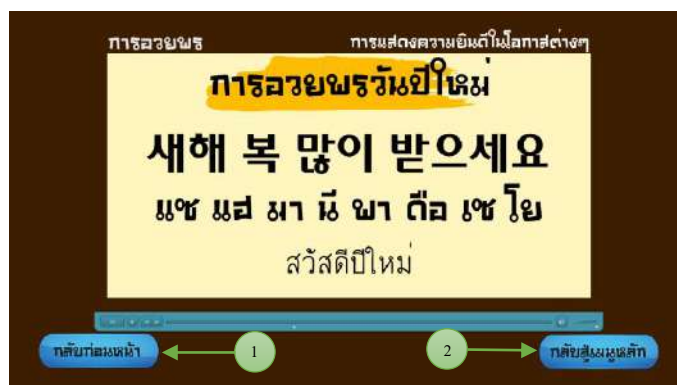 การอวยพร
การแสดงความยินดีในโอกาสต่างๆ
การอวยพรวันปีใหม่
새해 복 많이 받으세요
แซ แฮ มา นี พา ดือ เซ โย
สวัสดีปีใหม่
กลับก่อนหน้า
1
2
กลับสู่เมนูหลัก